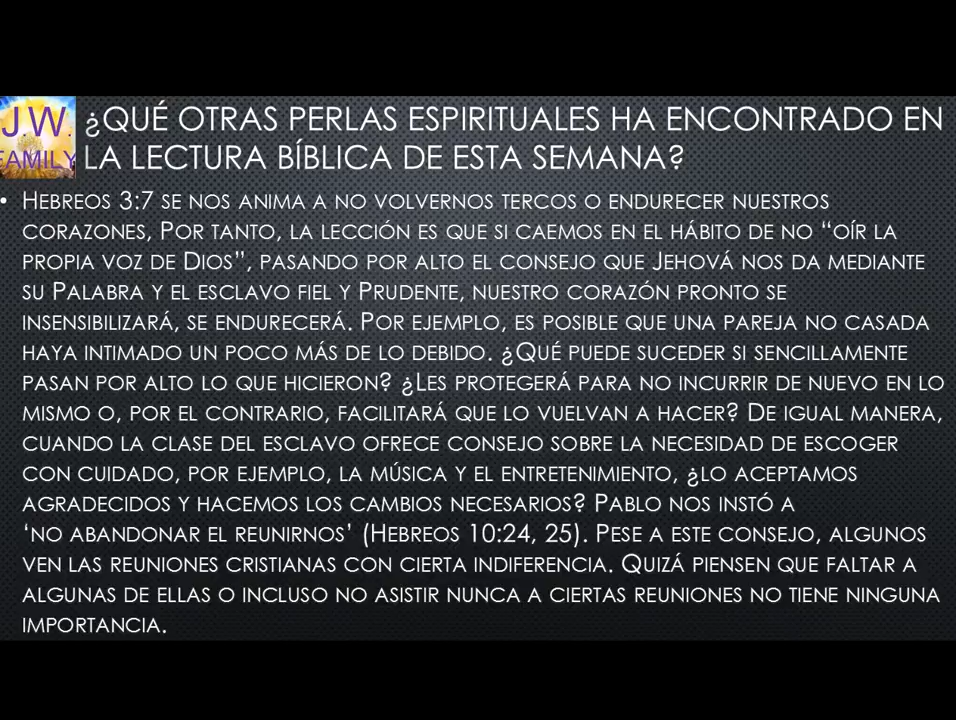 J.W.
FAMILY
¿QUÉ OTRAS PERLAS ESPIRITUALES HA ENCONTRADO EN
LA LECTURA BÍBLICA DE ESTA SEMANA?
• HEBREOS 3:7 SE NOS ANIMA A NO VOLVERNOS TERCOS O ENDURECER NUESTROS
CORAZONES, POR TANTO, LA LECCIÓN ES QUE SI CAEMOS EN EL HÁBITO DE NO “OÍR LA
PROPIA VOZ DE DIOS”, PASANDO POR ALTO EL CONSEJO QUE JEHOVÁ NOS DA MEDIANTE
SU PALABRA Y EL ESCLAVO FIEL Y PRUDENTE, NUESTRO CORAZÓN PRONTO SE
INSENSIBILIZARÁ, SE ENDURECERÁ. POR EJEMPLO, ES POSIBLE QUE UNA PAREJA NO CASADA
HAYA INTIMADO UN POCO MÁS DE LO DEBIDO. ¿QUÉ PUEDE SUCEDER SI SENCILLAMENTE
PASAN POR ALTO LO QUE HICIERON? ¿LES PROTEGERÁ PARA NO INCURRIR DE NUEVO EN LO
MISMO O, POR EL CONTRARIO, FACILITARÁ QUE LO VUELVAN A HACER? DE IGUAL MANERA,
CUANDO LA CLASE DEL ESCLAVO OFRECE CONSEJO SOBRE LA NECESIDAD DE ESCOGER
CON CUIDADO, POR EJEMPLO, LA MÚSICA Y EL ENTRETENIMIENTO, ¿LO ACEPTAMOS
AGRADECIDOS Y HACEMOS LOS CAMBIOS NECESARIOS? PABLO NOS INSTÓ A
‘NO ABANDONAR EL REUNIRNOS’ (HEBREOS 10:24, 25). PESE A ESTE CONSEJO, ALGUNOS
VEN LAS REUNIONES CRISTIANAS CON CIERTA INDIFERENCIA. QUIZÁ PIENSEN QUE FALTAR A
ALGUNAS DE ELLAS O INCLUSO NO ASISTIR NUNCA A CIERTAS REUNIONES NO TIENE NINGUNA
IMPORTANCIA.